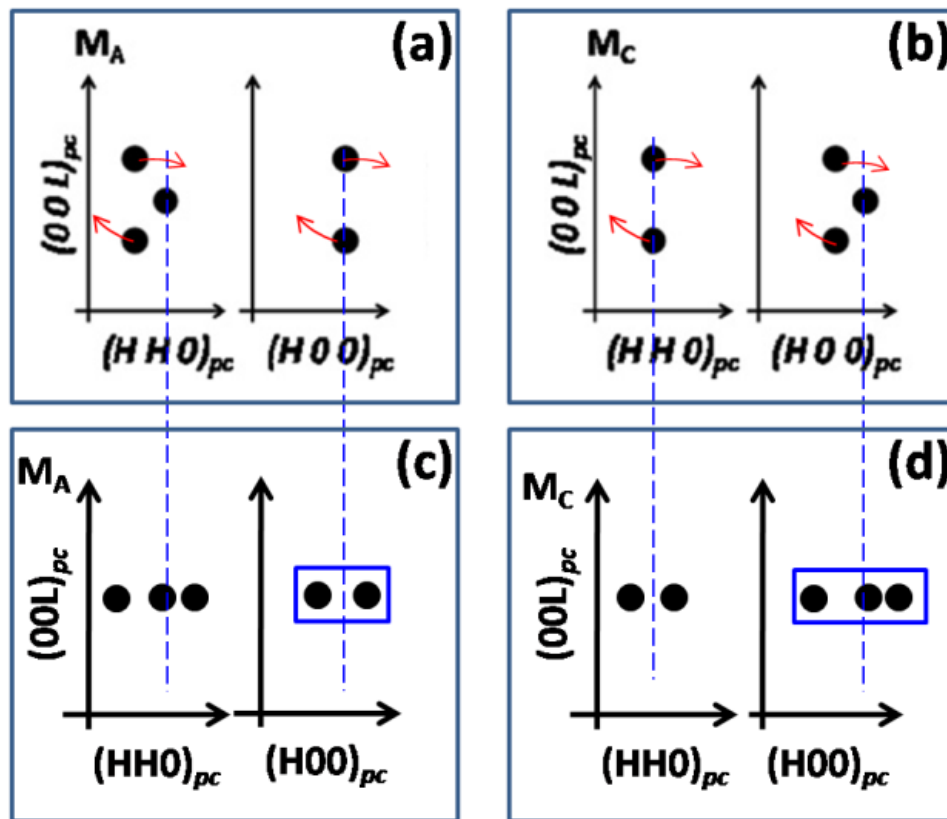 M_A
(a)
(0 0 L)_pc
(H H 0)_pc
(H 0 0)_pc
M_C
(b)
(0 0 L)_pc
(H H 0)_pc
(H 0 0)_pc
M_A
(c)
(00L)_pc
(HH0)_pc
(H00)_pc
M_C
(d)
(00L)_pc
(HH0)_pc
(H00)_pc